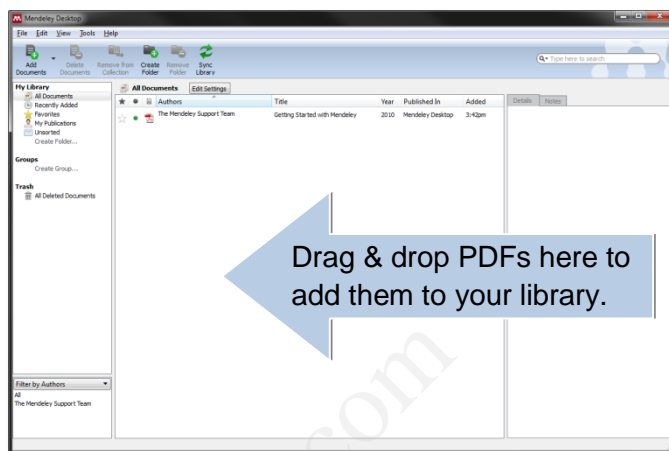 Mendeley Desktop
File Edit View Tools Help
Add Documents
Delete Documents
Remove from Collection
Create Folder
Remove Folder
Sync Library
Type here to search
My Library
All Documents
Recently Added
Favorites
My Publications
Unsorted
Create Folder...
Groups
Create Group...
Trash
All Deleted Documents
Filter by Authors
All
The Mendeley Support Team
All Documents Edit Settings
Authors Title Year Published In Added
The Mendeley Support Team Getting Started with Mendeley 2010 Mendeley Desktop 3:42pm
Details Notes
Drag & drop PDFs here to
add them to your library.
.com